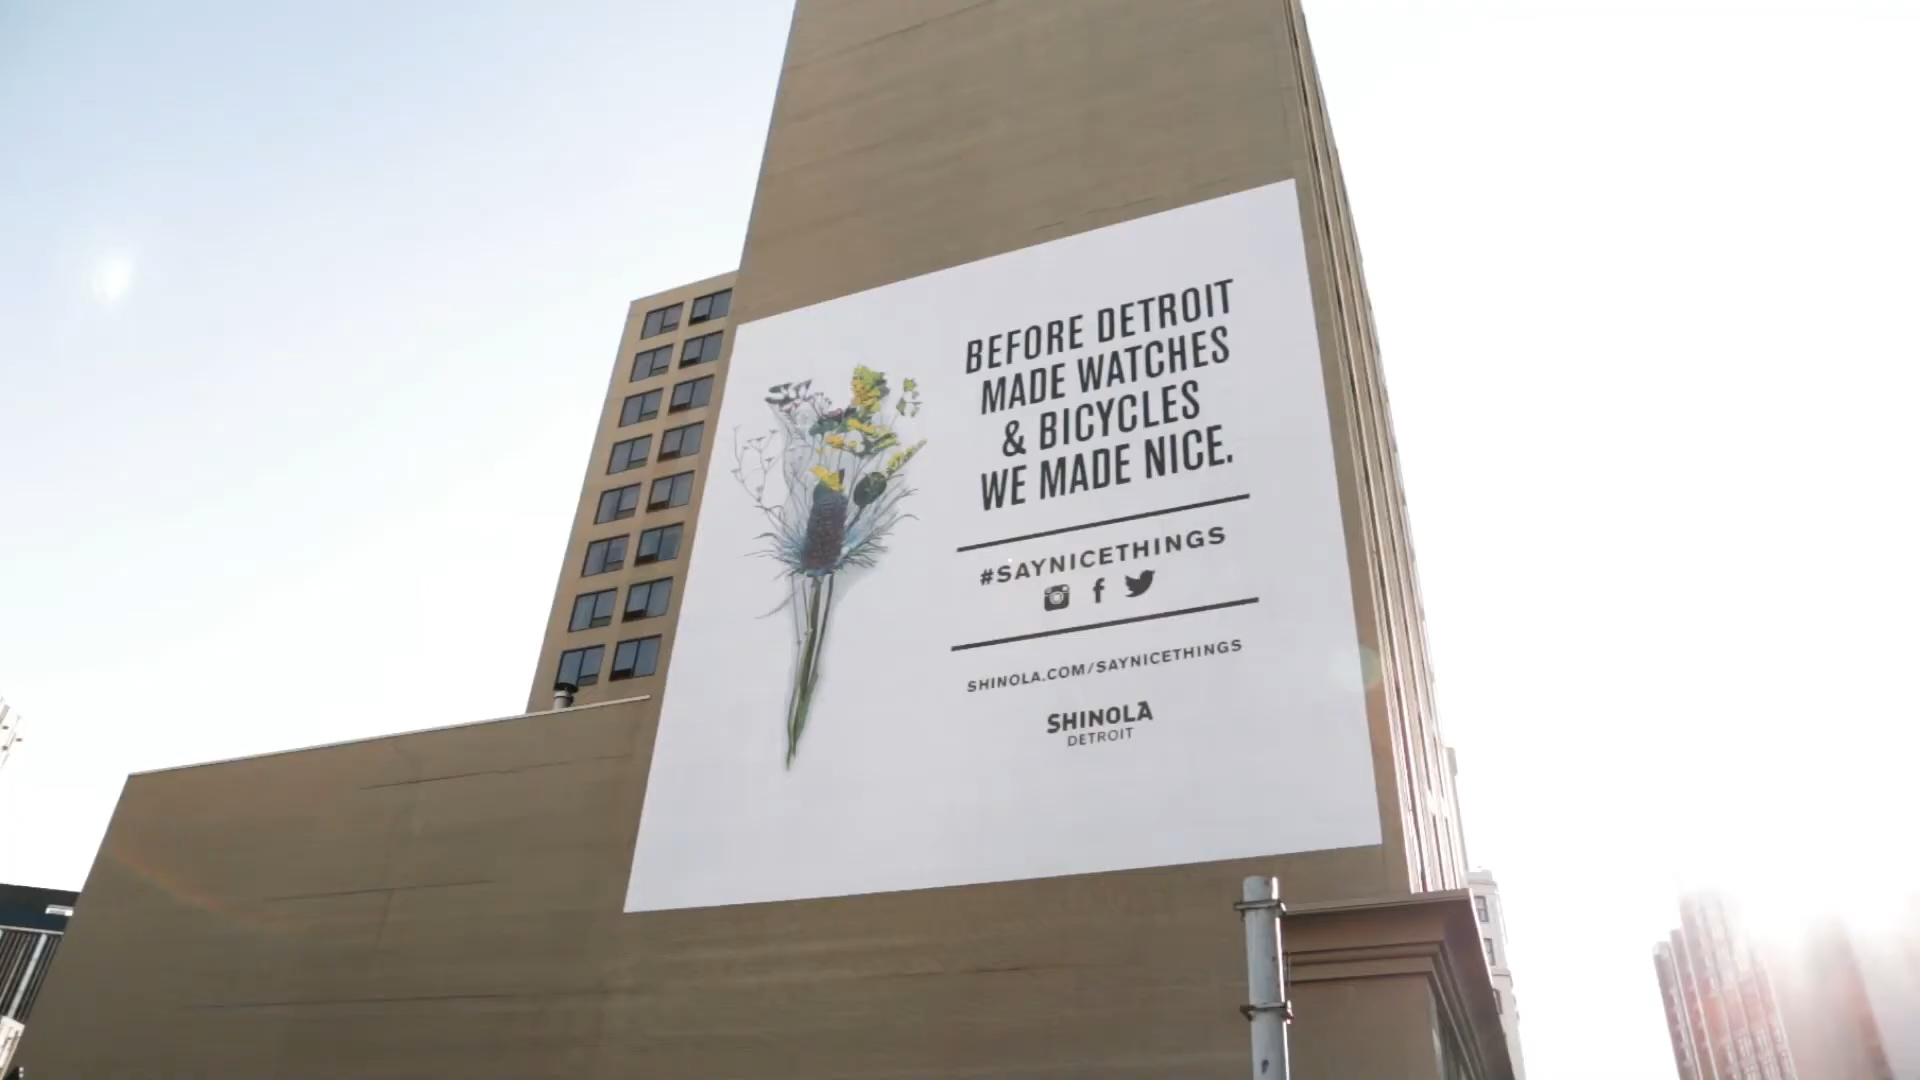 BEFORE DETROIT
MADE WATCHES
& BICYCLES
WE MADE NICE.
#SAYNICETHINGS
SHINOLA.COM/SAYNICETHINGS
SHINOLA
DETROIT